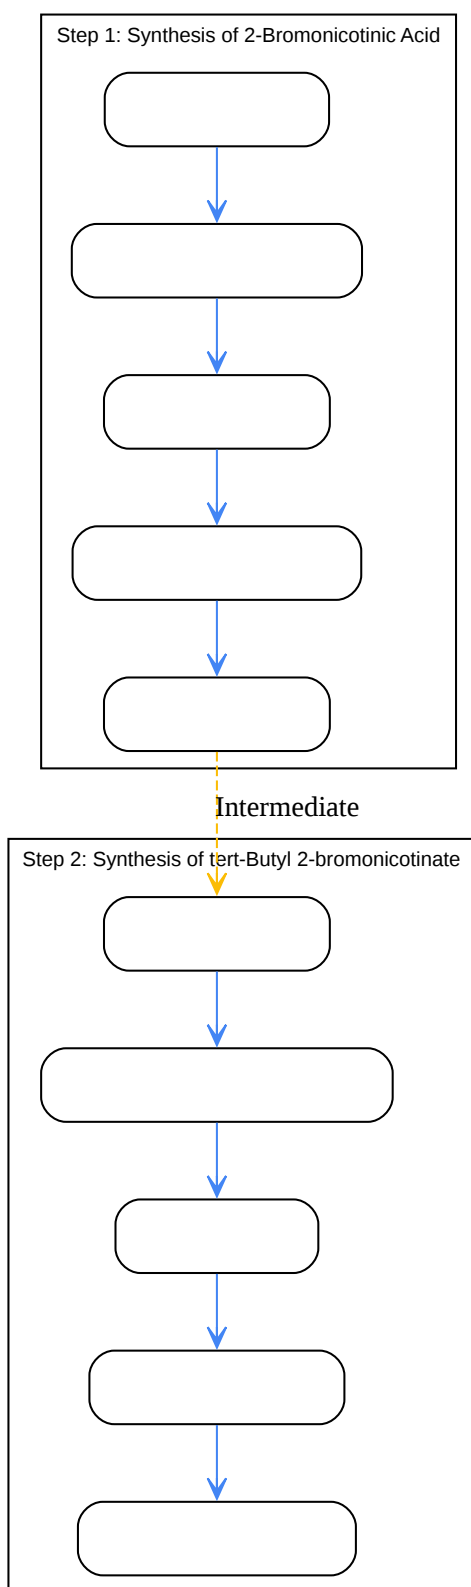 Step 1: Synthesis of 2-Bromonicotinic Acid
Intermediate
Step 2: Synthesis of tert-Butyl 2-bromonicotinate